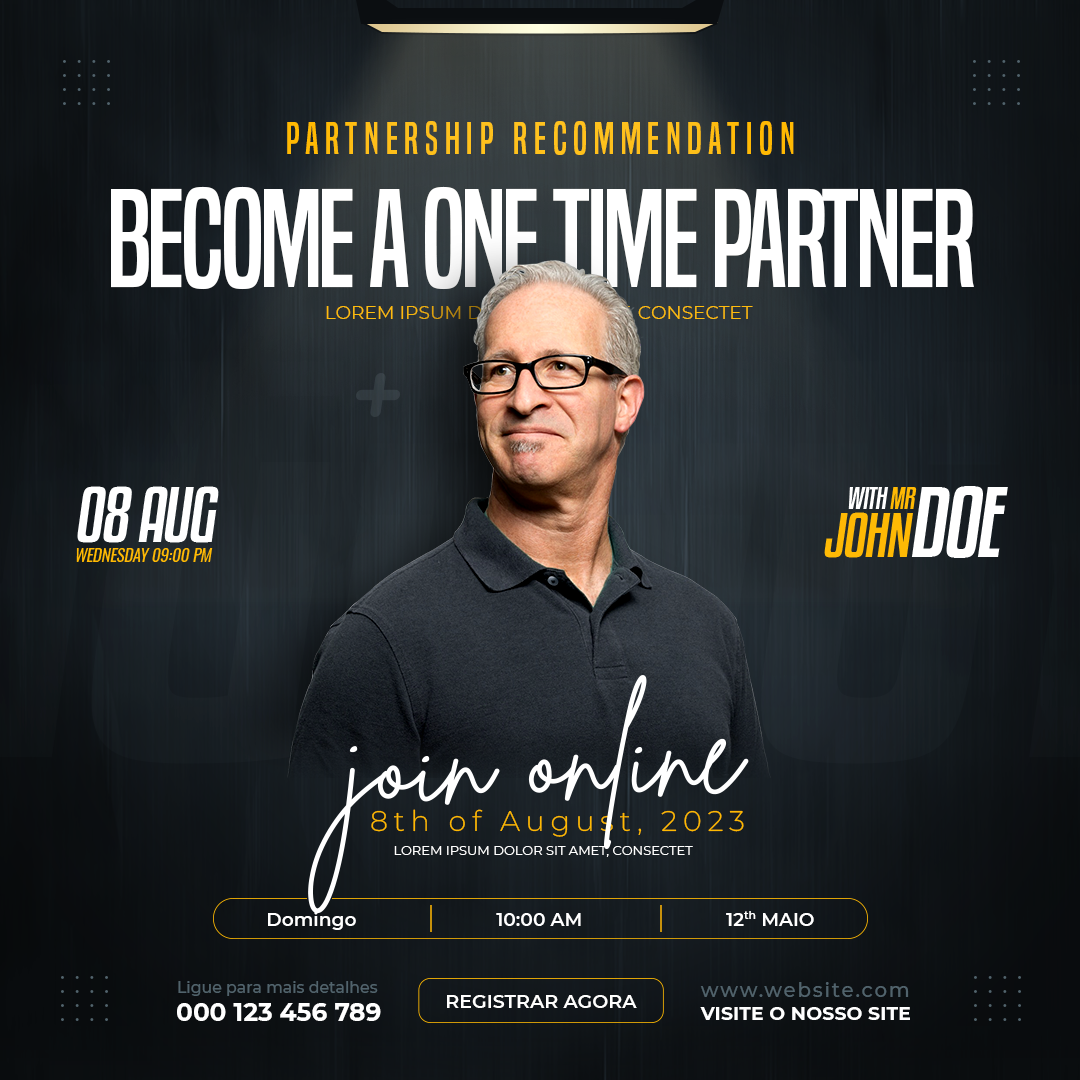 PARTNERSHIP RECOMMENDATION
BECOME A ONE TIME PARTNER
LOREM IPSUM CONSECTET
08 AUG
WEDNESDAY 09:00 PM
WITH MR
JOHN DOE
join online
8th of August, 2023
LOREM IPSUM DOLOR SIT AMET, CONSECTET
Domingo 10:00 AM 12th MAIO
Ligue para mais detalhes
000 123 456 789
REGISTRAR AGORA
www.website.com
VISITE O NOSSO SITE